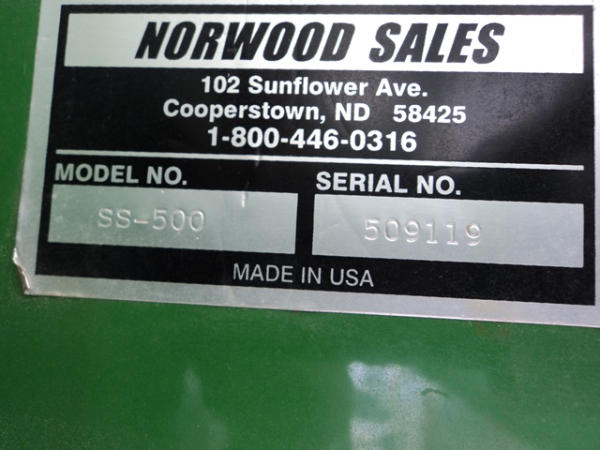 NORWOOD SALES
102 Sunflower Ave.
Cooperstown, ND 58425
1-800-446-0316
MODEL NO. SERIAL NO.
SS-500 509119
MADE IN USA